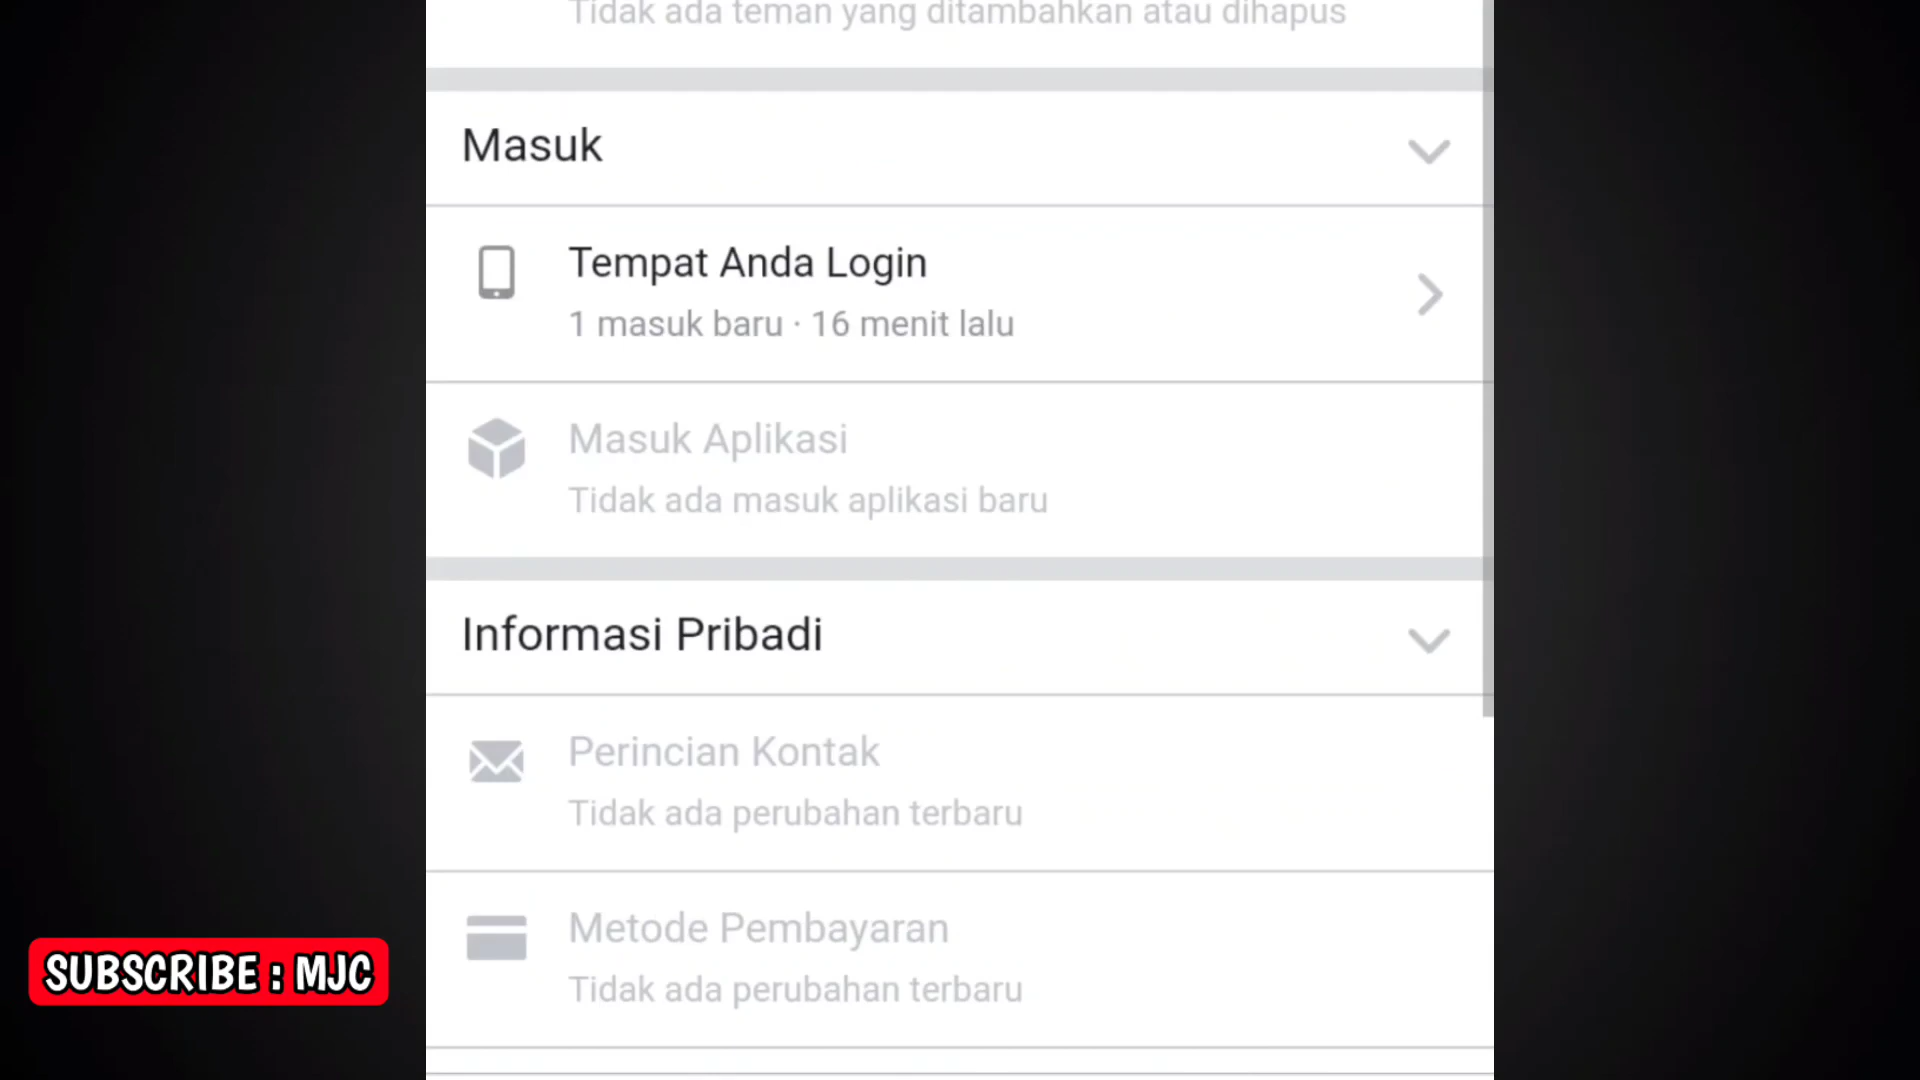 Tidak ada teman yang ditambahkan atau dihapus
Masuk
Tempat Anda Login
1 masuk baru · 16 menit lalu
Masuk Aplikasi
Tidak ada masuk aplikasi baru
Informasi Pribadi
Perincian Kontak
Tidak ada perubahan terbaru
Metode Pembayaran
Tidak ada perubahan terbaru
SUBSCRIBE : MJC